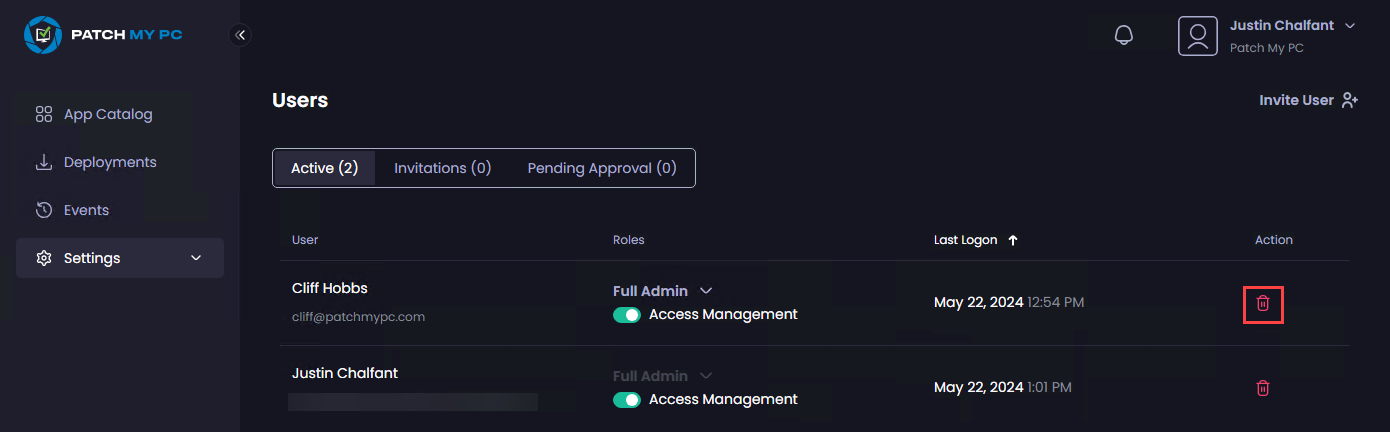 PATCH MY PC
Justin Chalfant
Patch My PC
App Catalog
Deployments
Events
Settings
Users
Invite User
Active (2) Invitations (0) Pending Approval (0)
User Roles Last Logon Action
Cliff Hobbs
cliff@patchmypc.com
Full Admin
Access Management
May 22, 2024 12:54 PM
Justin Chalfant
Full Admin
Access Management
May 22, 2024 1:01 PM